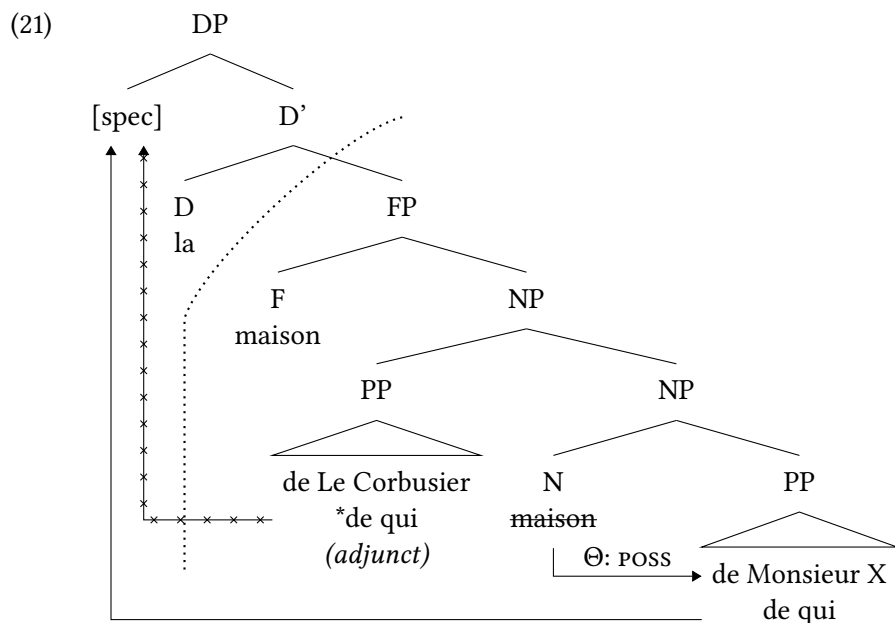 (21) DP
[spec] D’
D FP
la
F NP
maison
PP NP
de Le Corbusier N PP
*de qui maison
(adjunct) Θ: POSS de Monsieur X
de qui